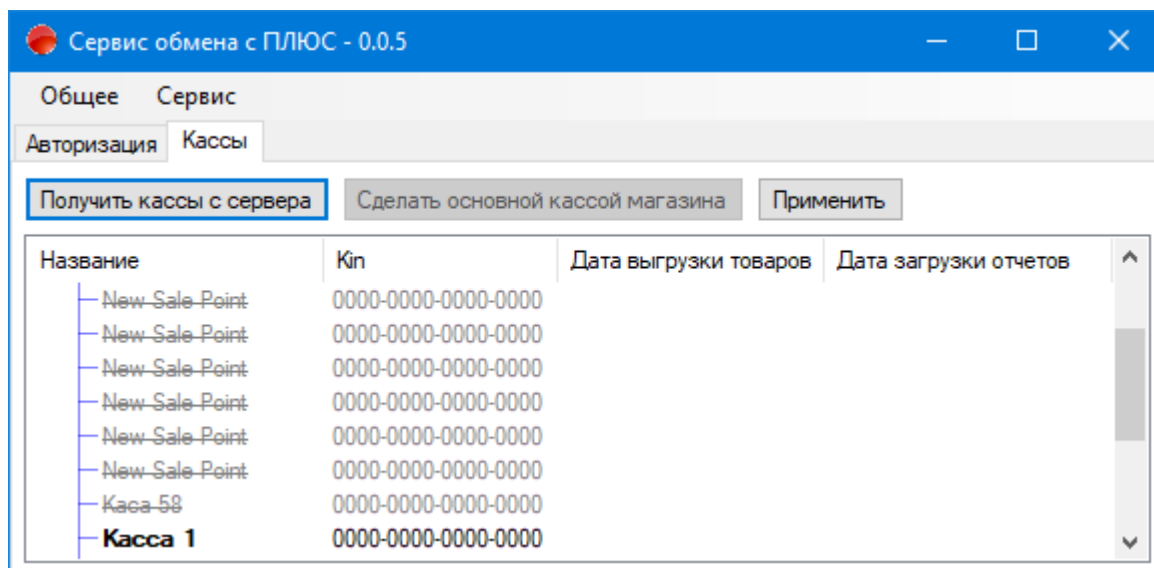 Сервис обмена с ПЛЮС - 0.0.5
Общее Сервис
Авторизация Кассы
Получить кассы с сервера Сделать основной кассой магазина Применить
Название Kin Дата выгрузки товаров Дата загрузки отчетов
New Sale Point 0000-0000-0000-0000
New Sale Point 0000-0000-0000-0000
New Sale Point 0000-0000-0000-0000
New Sale Point 0000-0000-0000-0000
New Sale Point 0000-0000-0000-0000
New Sale Point 0000-0000-0000-0000
Каса 58 0000-0000-0000-0000
Касса 1 0000-0000-0000-0000